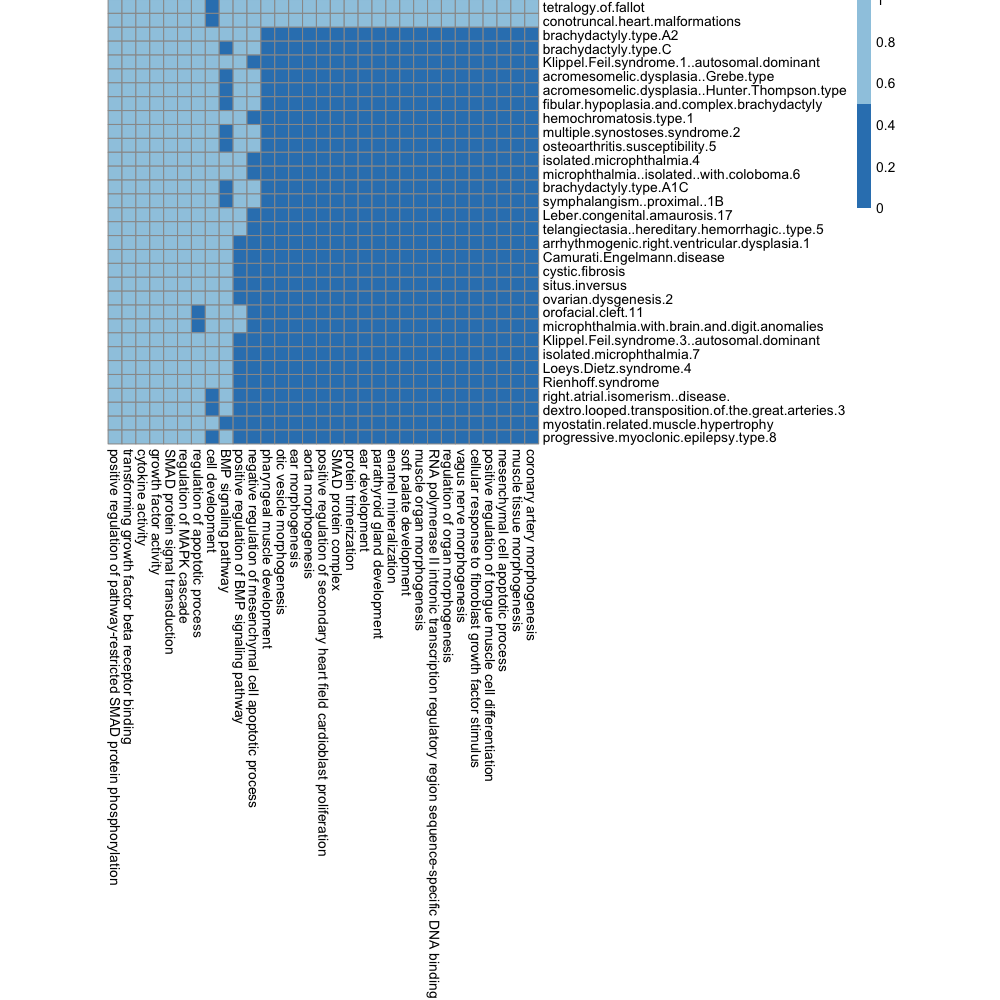 tetralogy.of.fallot
conotruncal.heart.malformations
brachydactyly.type.A2
brachydactyly.type.C
Klippel.Feil.syndrome.1..autosomal.dominant
acromesomelic.dysplasia..Grebe.type
acromesomelic.dysplasia..Hunter.Thompson.type
fibular.hypoplasia.and.complex.brachydactyly
hemochromatosis.type.1
multiple.synostoses.syndrome.2
osteoarthritis.susceptibility.5
isolated.microphthalmia.4
microphthalmia..isolated..with.coloboma.6
brachydactyly.type.A1C
symphalangism..proximal..1B
Leber.congenital.amaurosis.17
telangiectasia..hereditary.hemorrhagic..type.5
arrhythmogenic.right.ventricular.dysplasia.1
Camurati.Engelmann.disease
cystic.fibrosis
situs.inversus
ovarian.dysgenesis.2
orofacial.cleft.11
microphthalmia.with.brain.and.digit.anomalies
Klippel.Feil.syndrome.3..autosomal.dominant
isolated.microphthalmia.7
Loeys.Dietz.syndrome.4
Rienhoff.syndrome
right.atrial.isomerism..disease.
dextro.looped.transposition.of.the.great.arteries.3
myostatin.related.muscle.hypertrophy
progressive.myoclonic.epilepsy.type.8
0.8
0.6
0.4
0.2
0
positive regulation of pathway-restricted SMAD protein phosphorylation
transforming growth factor beta receptor binding
cytokine activity
growth factor activity
SMAD protein signal transduction
regulation of MAPK cascade
regulation of apoptotic process
cell development
BMP signaling pathway
positive regulation of BMP signaling pathway
negative regulation of mesenchymal cell apoptotic process
pharyngeal muscle development
otic vesicle morphogenesis
ear morphogenesis
aorta morphogenesis
positive regulation of secondary heart field cardioblast proliferation
SMAD protein complex
protein trimerization
ear development
parathyroid gland development
enamel mineralization
soft palate development
muscle organ morphogenesis
RNA polymerase II intronic transcription regulatory region sequence-specific DNA binding
regulation of organ morphogenesis
vagus nerve morphogenesis
cellular response to fibroblast growth factor stimulus
positive regulation of tongue muscle cell differentiation
mesenchymal cell apoptotic process
muscle tissue morphogenesis
coronary artery morphogenesis